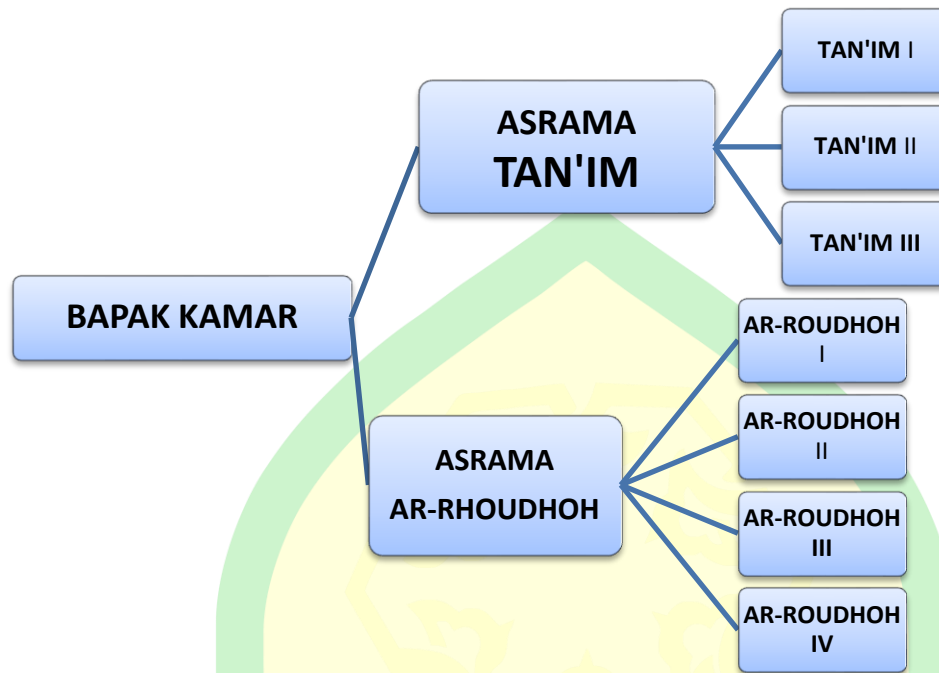 BAPAK KAMAR
ASRAMA
TAN'IM
TAN'IM I
TAN'IM II
TAN'IM III
ASRAMA
AR-RHOUDHOH
AR-ROUDHOH
I
AR-ROUDHOH
II
AR-ROUDHOH
III
AR-ROUDHOH
IV